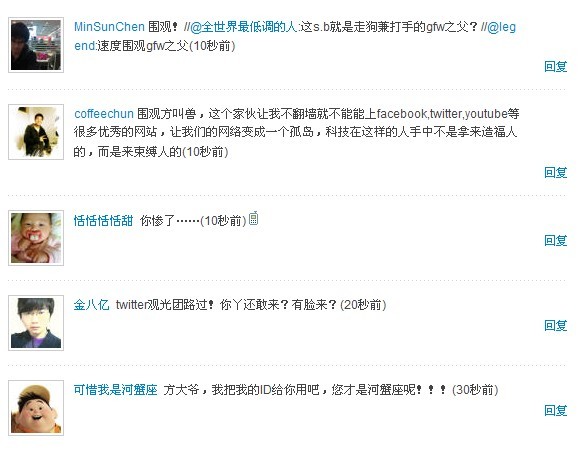 MinSunChen 围观！//@全世界最低调的人:这s.b就是走狗兼打手的gfw之父？//@leg
end:速度围观gfw之父(10秒前)
回复
coffeechun 围观方叫兽，这个家伙让我不翻墙就不能能上facebook,twitter,youtube等
很多优秀的网站，让我们的网络变成一个孤岛，科技在这样的人手中不是拿来造福人
的，而是来束缚人的(10秒前)
回复
恬恬恬恬甜 你惨了……(10秒前)
回复
金八亿 twitter观光团路过！你丫还敢来？有脸来？(20秒前)
回复
可惜我是河蟹座 方大爷，我把我的ID给你用吧，您才是河蟹座呢！！！(30秒前)
回复